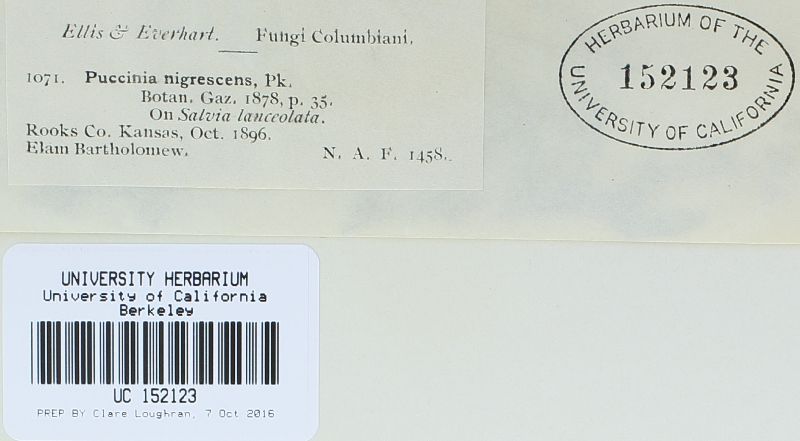 Ellis & Everhart. Fungi Columbiani.
1071. Puccinia nigrescens, Pk.
Botan. Gaz. 1878, p. 35.
On Salvia lanceolata.
Rooks Co. Kansas, Oct. 1896.
Elam Bartholomew. N. A. F. 1458.
HERBARIUM OF THE
152123
UNIVERSITY OF CALIFORNIA
UNIVERSITY HERBARIUM
University of California
Berkeley
UC 152123
PREP BY Clare Loughran, 7 Oct 2016